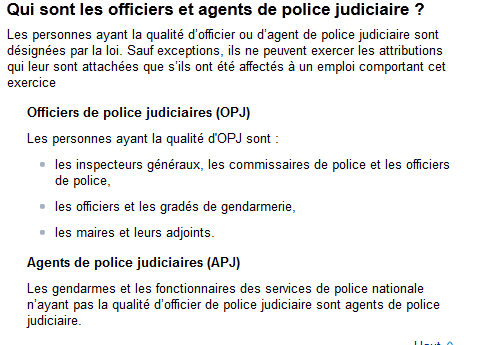 Qui sont les officiers et agents de police judiciaire ?
Les personnes ayant la qualité d'officier ou d'agent de police judiciaire sont
désignées par la loi. Sauf exceptions, ils ne peuvent exercer les attributions
qui leur sont attachées que s'ils ont été affectés à un emploi comportant cet
exercice
Officiers de police judiciaires (OPJ)
Les personnes ayant la qualité d'OPJ sont :
les inspecteurs généraux, les commissaires de police et les officiers
de police,
les officiers et les gradés de gendarmerie,
les maires et leurs adjoints.
Agents de police judiciaires (APJ)
Les gendarmes et les fonctionnaires des services de police nationale
n'ayant pas la qualité d'officier de police judiciaire sont agents de police
judiciaire.